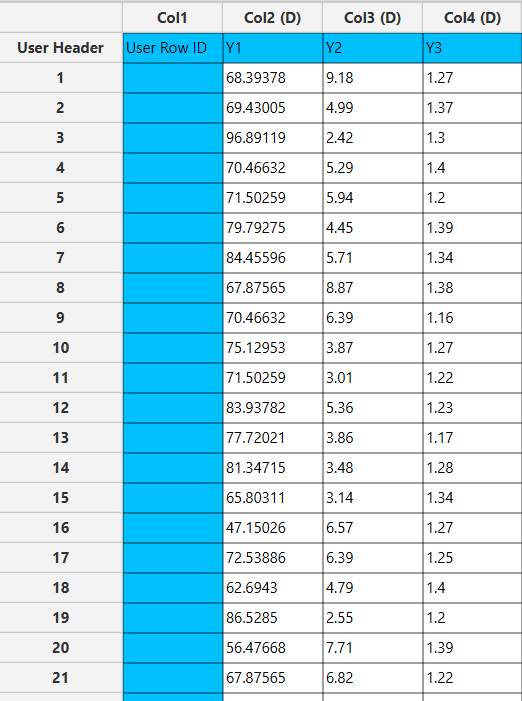 Col1 Col2 (D) Col3 (D) Col4 (D)
User Header User Row ID Y1 Y2 Y3
1 68.39378 9.18 1.27
2 69.43005 4.99 1.37
3 96.89119 2.42 1.3
4 70.46632 5.29 1.4
5 71.50259 5.94 1.2
6 79.79275 4.45 1.39
7 84.45596 5.71 1.34
8 67.87565 8.87 1.38
9 70.46632 6.39 1.16
10 75.12953 3.87 1.27
11 71.50259 3.01 1.22
12 83.93782 5.36 1.23
13 77.72021 3.86 1.17
14 81.34715 3.48 1.28
15 65.80311 3.14 1.34
16 47.15026 6.57 1.27
17 72.53886 6.39 1.25
18 62.6943 4.79 1.4
19 86.5285 2.55 1.2
20 56.47668 7.71 1.39
21 67.87565 6.82 1.22